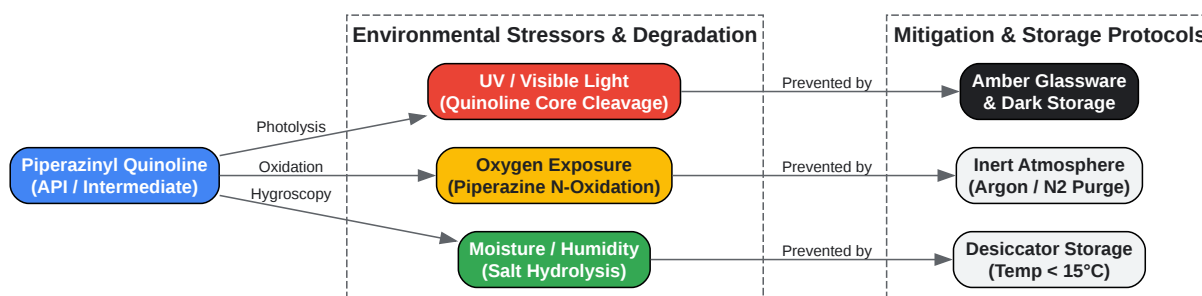 Environmental Stressors & Degradation
Mitigation & Storage Protocols
UV / Visible Light
(Quinoline Core Cleavage)
Prevented by
Amber Glassware
& Dark Storage
Photolysis
Piperazinyl Quinoline
(API / Intermediate)
Oxidation
Oxygen Exposure
(Piperazine N-Oxidation)
Prevented by
Inert Atmosphere
(Argon / N2 Purge)
Hygroscopy
Moisture / Humidity
(Salt Hydrolysis)
Prevented by
Desiccator Storage
(Temp < 15°C)